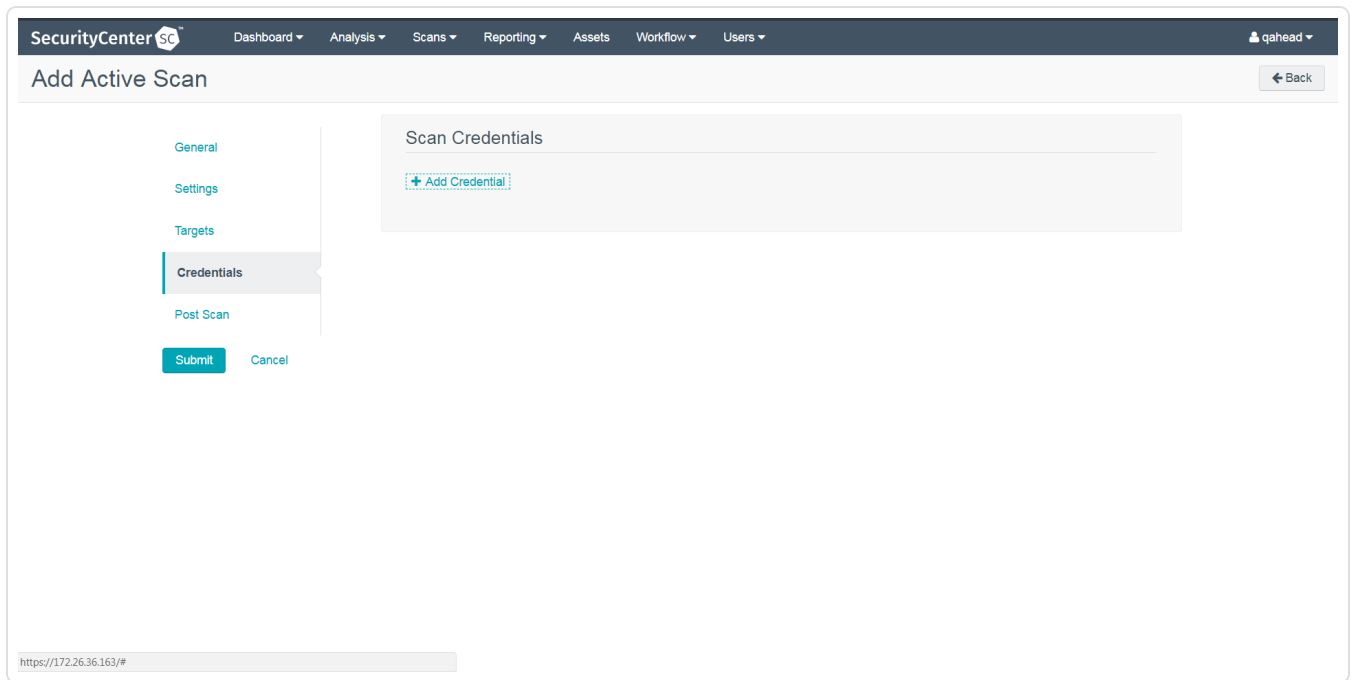 SecurityCenter SC™ Dashboard Analysis Scans Reporting Assets Workflow Users qahead
Add Active Scan Back
General
Settings
Targets
Credentials
Post Scan
Submit Cancel
Scan Credentials
+ Add Credential
https://172.26.36.163/#